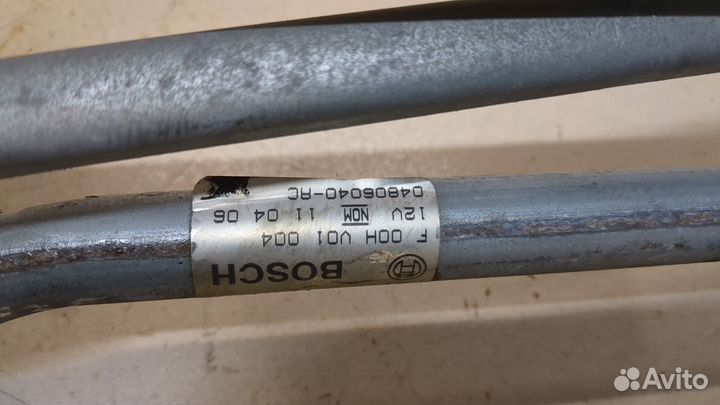 BOSCH
F 00H V01 004
12V NOM 11 04 06
04806040-AC
Avito